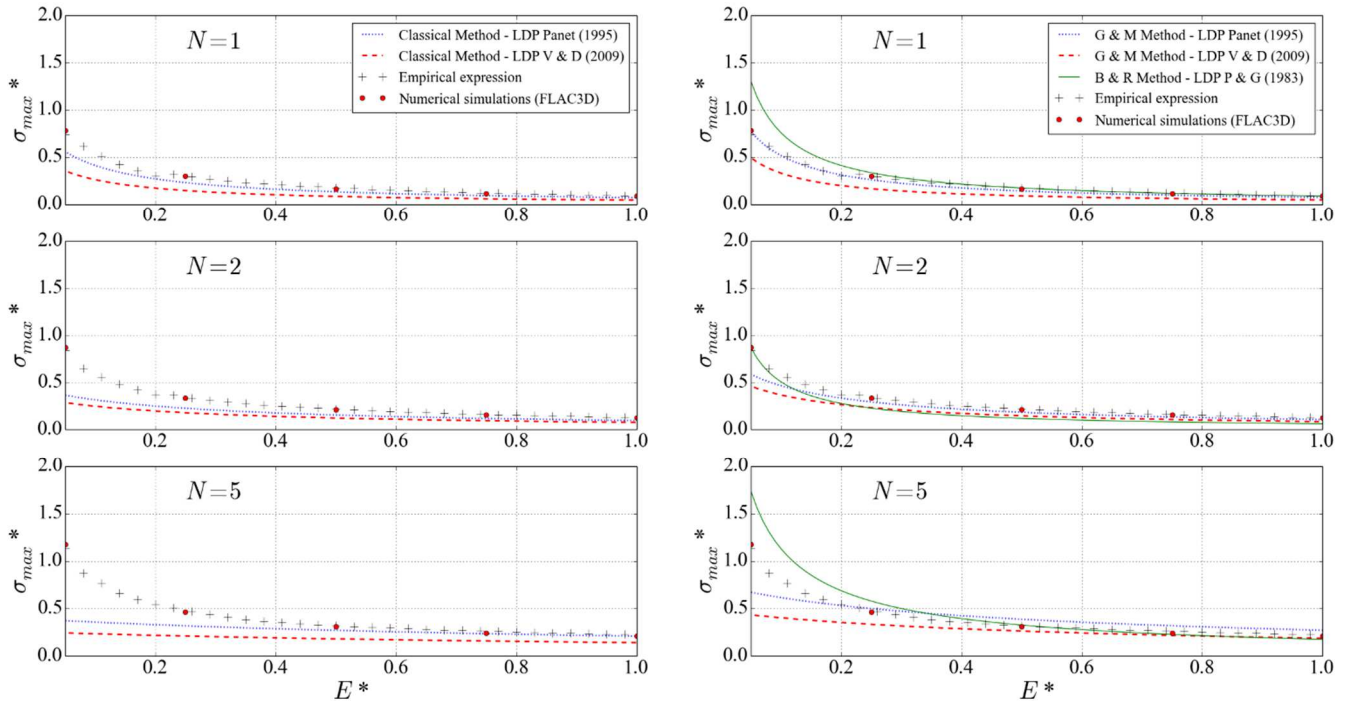 2.0
1.5
1.0
0.5
0.0
σmax*
N=1
Classical Method - LDP Panet (1995)
Classical Method - LDP V & D (2009)
Empirical expression
Numerical simulations (FLAC3D)
0.2
0.4
0.6
0.8
1.0
2.0
1.5
1.0
0.5
0.0
σmax*
N=2
0.2
0.4
0.6
0.8
1.0
2.0
1.5
1.0
0.5
0.0
σmax*
N=5
0.2
0.4
0.6
0.8
1.0
E*
2.0
1.5
1.0
0.5
0.0
σmax*
N=1
G & M Method - LDP Panet (1995)
G & M Method - LDP V & D (2009)
B & R Method - LDP P & G (1983)
Empirical expression
Numerical simulations (FLAC3D)
0.2
0.4
0.6
0.8
1.0
2.0
1.5
1.0
0.5
0.0
σmax*
N=2
0.2
0.4
0.6
0.8
1.0
2.0
1.5
1.0
0.5
0.0
σmax*
N=5
0.2
0.4
0.6
0.8
1.0
E*